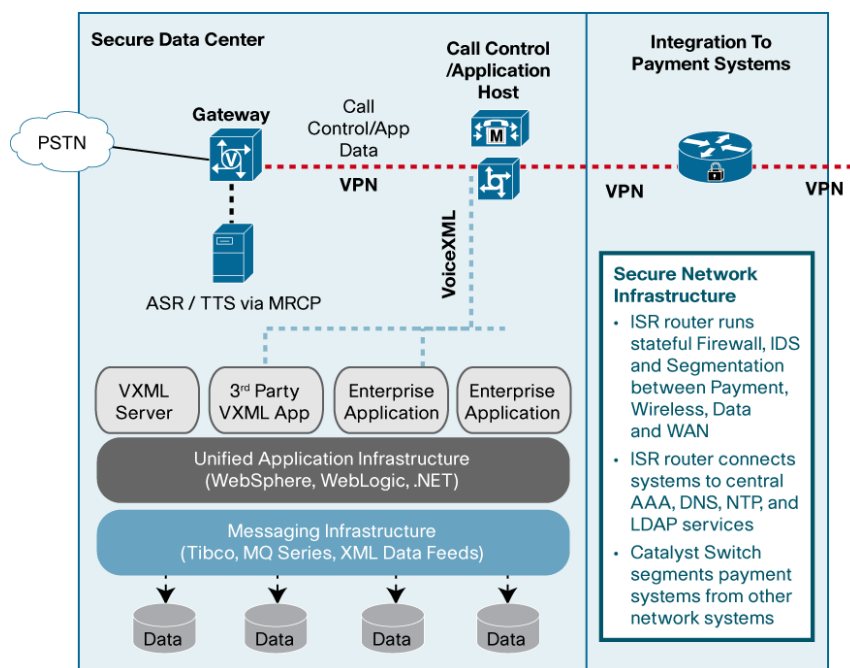 Secure Data Center
Call Control
/Application
Host
Integration To
Payment Systems
Gateway
Call
Control/App
Data
PSTN
V
M
VPN
VPN
VPN
VoiceXML
ASR / TTS via MRCP
VXML
Server
3rd Party
VXML App
Enterprise
Application
Enterprise
Application
Unified Application Infrastructure
(WebSphere, WebLogic, .NET)
Messaging Infrastructure
(Tibco, MQ Series, XML Data Feeds)
Data
Data
Data
Data
Secure Network
Infrastructure
• ISR router runs
stateful Firewall, IDS
and Segmentation
between Payment,
Wireless, Data
and WAN
• ISR router connects
systems to central
AAA, DNS, NTP, and
LDAP services
• Catalyst Switch
segments payment
systems from other
network systems